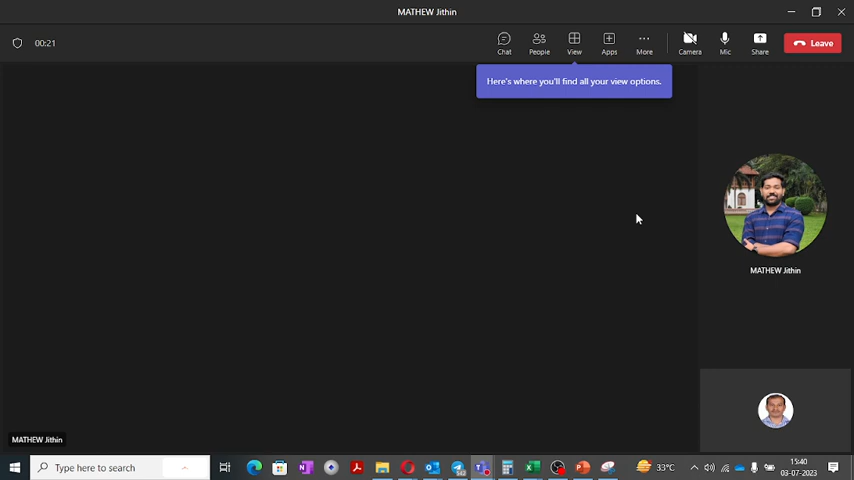 MATHEW Jithin
00:21
Chat
People
View
Apps
More
Camera
Mic
Share
Leave
Here's where you'll find all your view options.
MATHEW Jithin
MATHEW Jithin
Type here to search
33°C
15:40
03-07-2023